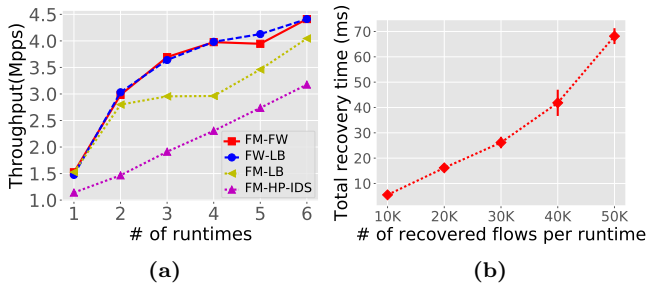 Throughput(Mpps)
4.5
4.0
3.5
3.0
2.5
2.0
1.5
1.0
FM-FW
FW-LB
FM-LB
FM-HP-IDS
1 2 3 4 5 6
# of runtimes
(a)
Total recovery time (ms)
70
60
50
40
30
20
10
10K 20K 30K 40K 50K
# of recovered flows per runtime
(b)